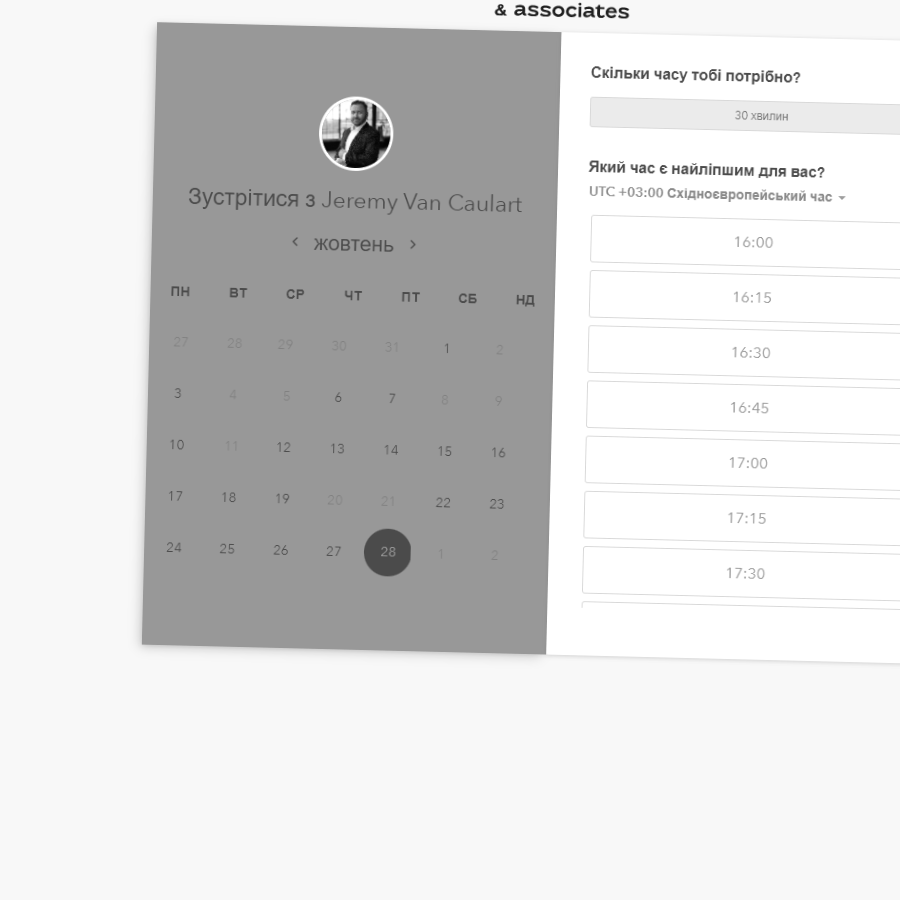 & associates
Зустрітися з Jeremy Van Caulart
‹ жовтень ›
ПН ВТ СР ЧТ ПТ СБ НД
27 28 29 30 31 1 2
3 4 5 6 7 8 9
10 11 12 13 14 15 16
17 18 19 20 21 22 23
24 25 26 27 28 1 2
Скільки часу тобі потрібно?
30 хвилин
Який час є найліпшим для вас?
UTC +03:00 Східноєвропейський час
16:00
16:15
16:30
16:45
17:00
17:15
17:30